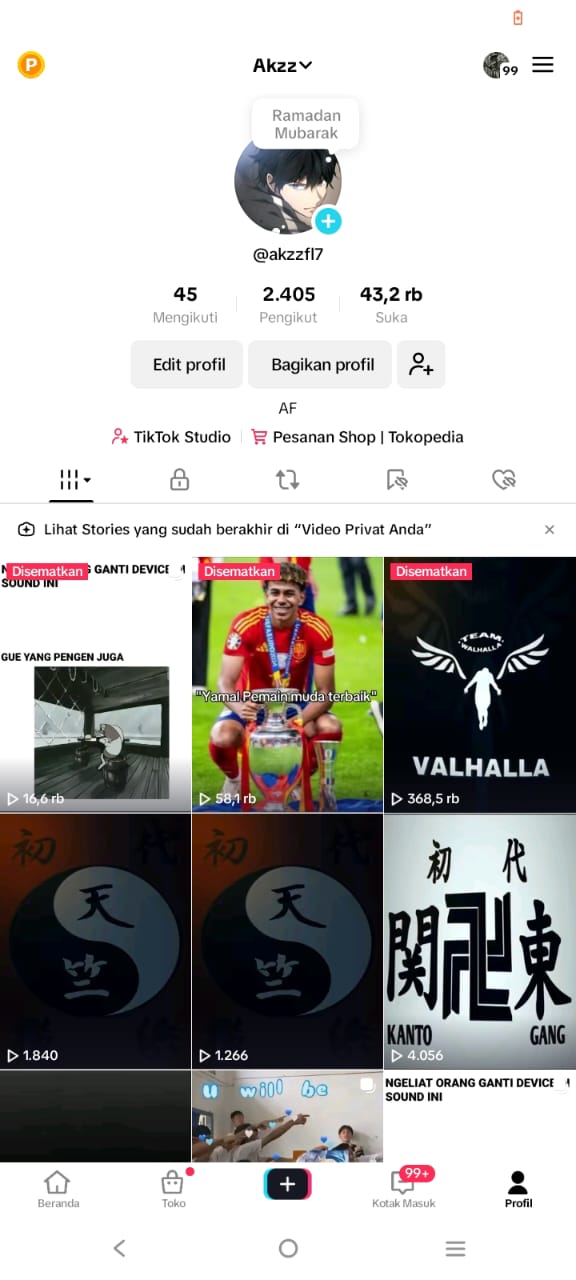 P
Akzz
99
Ramadan
Mubarak
@akzzfl7
45
2.405
43,2 rb
Mengikuti
Pengikut
Suka
Edit profil
Bagikan profil
AF
TikTok Studio
Pesanan Shop | Tokopedia
Lihat Stories yang sudah berakhir di “Video Privat Anda”
Disematkan
GANTI DEVICE
SOUND INI
GUE YANG PENGEN JUGA
16,6 rb
Disematkan
"Yamal Pemain muda terbaik"
58,1 rb
Disematkan
TEAM
VALHALLA
VALHALLA
368,5 rb
初 代
天
竺
1.840
初 代
天
竺
1.266
初 代
関 卍 東
KANTO GANG
4.056
u will be
NGELIAT ORANG GANTI DEVICE
SOUND INI
Beranda
Toko
99+
Kotak Masuk
Profil